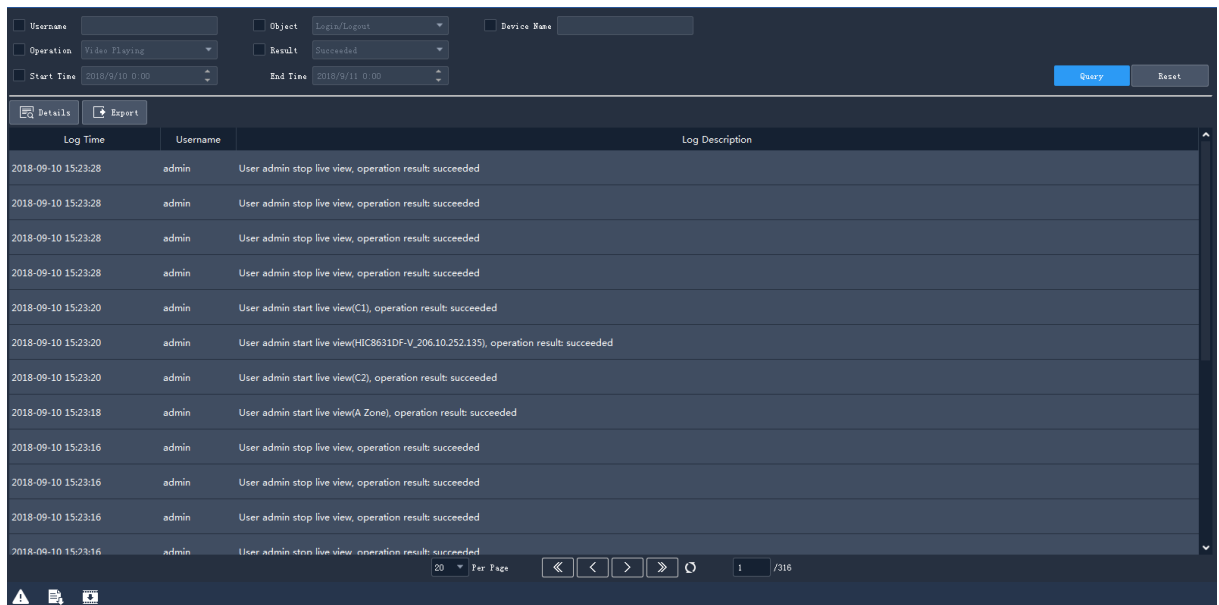 Username Object Login/Logout Device Name
Operation Video Playing Result Succeeded
Start Time 2018/9/10 0:00 End Time 2018/9/11 0:00 Query Reset
Details Export
Log Time Username Log Description
2018-09-10 15:23:28 admin User admin stop live view, operation result: succeeded
2018-09-10 15:23:28 admin User admin stop live view, operation result: succeeded
2018-09-10 15:23:28 admin User admin stop live view, operation result: succeeded
2018-09-10 15:23:28 admin User admin stop live view, operation result: succeeded
2018-09-10 15:23:20 admin User admin start live view(C1), operation result: succeeded
2018-09-10 15:23:20 admin User admin start live view(HIC8631DF-V_206.10.252.135), operation result: succeeded
2018-09-10 15:23:20 admin User admin start live view(C2), operation result: succeeded
2018-09-10 15:23:18 admin User admin start live view(A Zone), operation result: succeeded
2018-09-10 15:23:16 admin User admin stop live view, operation result: succeeded
2018-09-10 15:23:16 admin User admin stop live view, operation result: succeeded
2018-09-10 15:23:16 admin User admin stop live view, operation result: succeeded
2018-09-10 15:23:16 admin User admin stop live view, operation result: succeeded
20 Per Page 1 /316